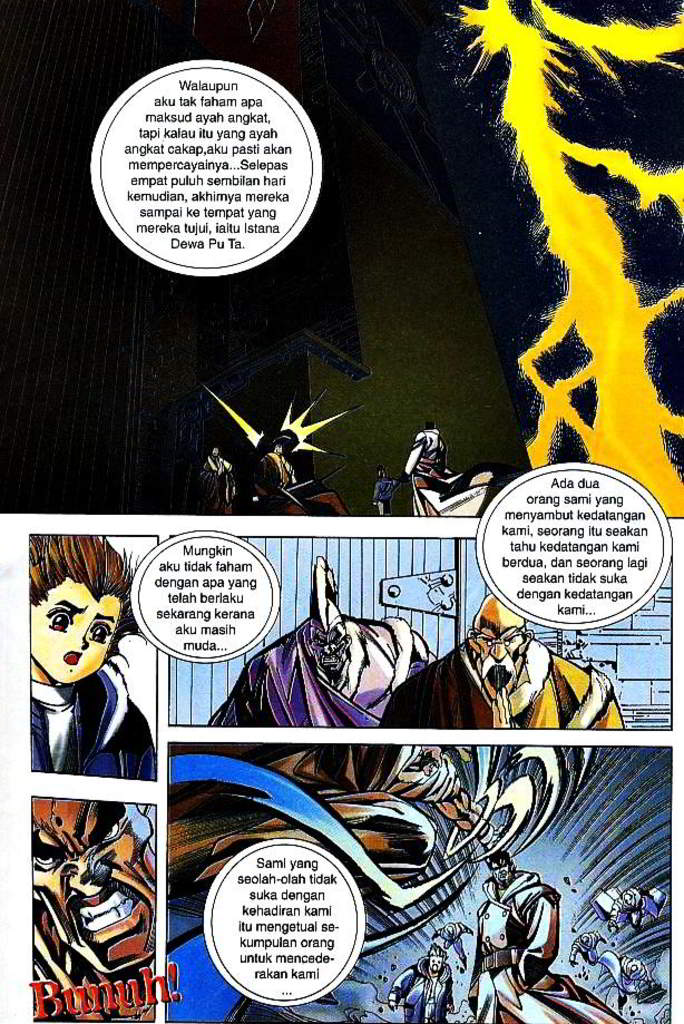 Walaupun
aku tak faham apa
maksud ayah angkat,
tapi kalau itu yang ayah
angkat cakap,aku pasti akan
mempercayainya...Selepas
empat puluh sembilan hari
kemudian, akhirnya mereka
sampai ke tempat yang
mereka tujui, iaitu Istana
Dewa Pu Ta.
Ada dua
orang sami yang
menyambut kedatangan
kami, seorang itu seakan
tahu kedatangan kami
berdua, dan seorang lagi
seakan tidak suka
dengan kedatangan
kami...
Mungkin
aku tidak faham
dengan apa yang
telah berlaku
sekarang kerana
aku masih
muda...
Sami yang
seolah-olah tidak
suka dengan
kehadiran kami
itu mengetuai se-
kumpulan orang
untuk mencede-
rakan kami
...
Bunuh!